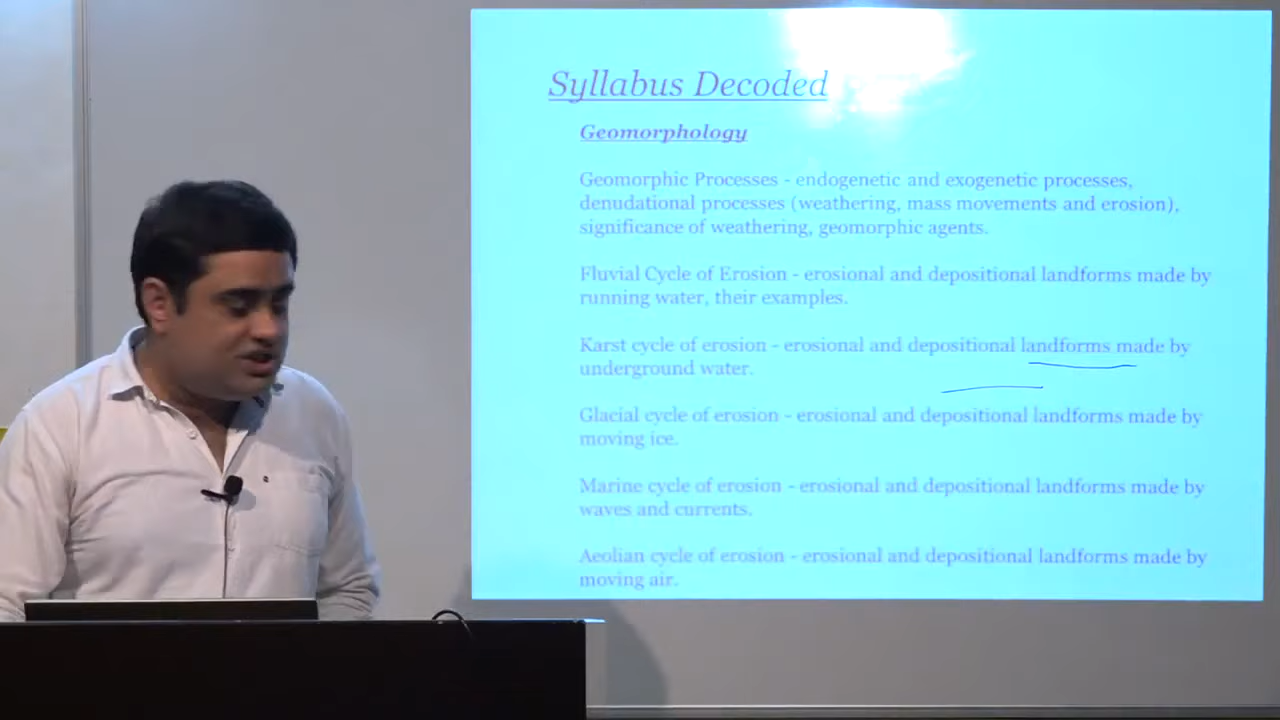 Syllabus Decoded
Geomorphology
Geomorphic Processes - endogenetic and exogenetic processes,
denudational processes (weathering, mass movements and erosion),
significance of weathering, geomorphic agents.
Fluvial Cycle of Erosion - erosional and depositional landforms made by
running water, their examples.
Karst cycle of erosion - erosional and depositional landforms made by
underground water.
Glacial cycle of erosion - erosional and depositional landforms made by
moving ice.
Marine cycle of erosion - erosional and depositional landforms made by
waves and currents.
Aeolian cycle of erosion - erosional and depositional landforms made by
moving air.